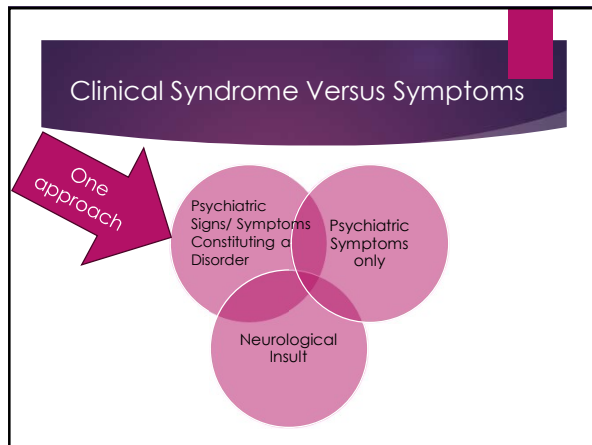 Clinical Syndrome Versus Symptoms
One
approach
Psychiatric
Signs/ Symptoms
Constituting a
Disorder
Psychiatric
Symptoms
only
Neurological
Insult